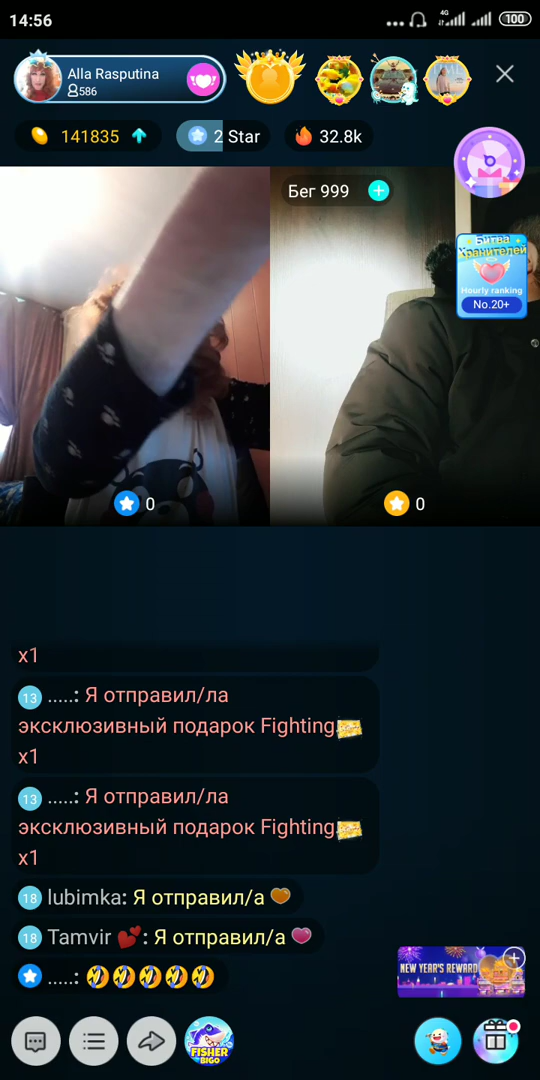 14:56
4G
100
Alla Rasputina
586
141835
2 Star
32.8k
Бег 999
Битва
Хранителей
Hourly ranking
No.20+
0
0
x1
13 .....: Я отправил/ла
эксклюзивный подарок Fighting
x1
13 .....: Я отправил/ла
эксклюзивный подарок Fighting
x1
18 lubimka: Я отправил/а
18 Tamvir 💕: Я отправил/а
.....: 🤣🤣🤣🤣🤣
NEW YEAR'S REWARD
FISHER
BIGO